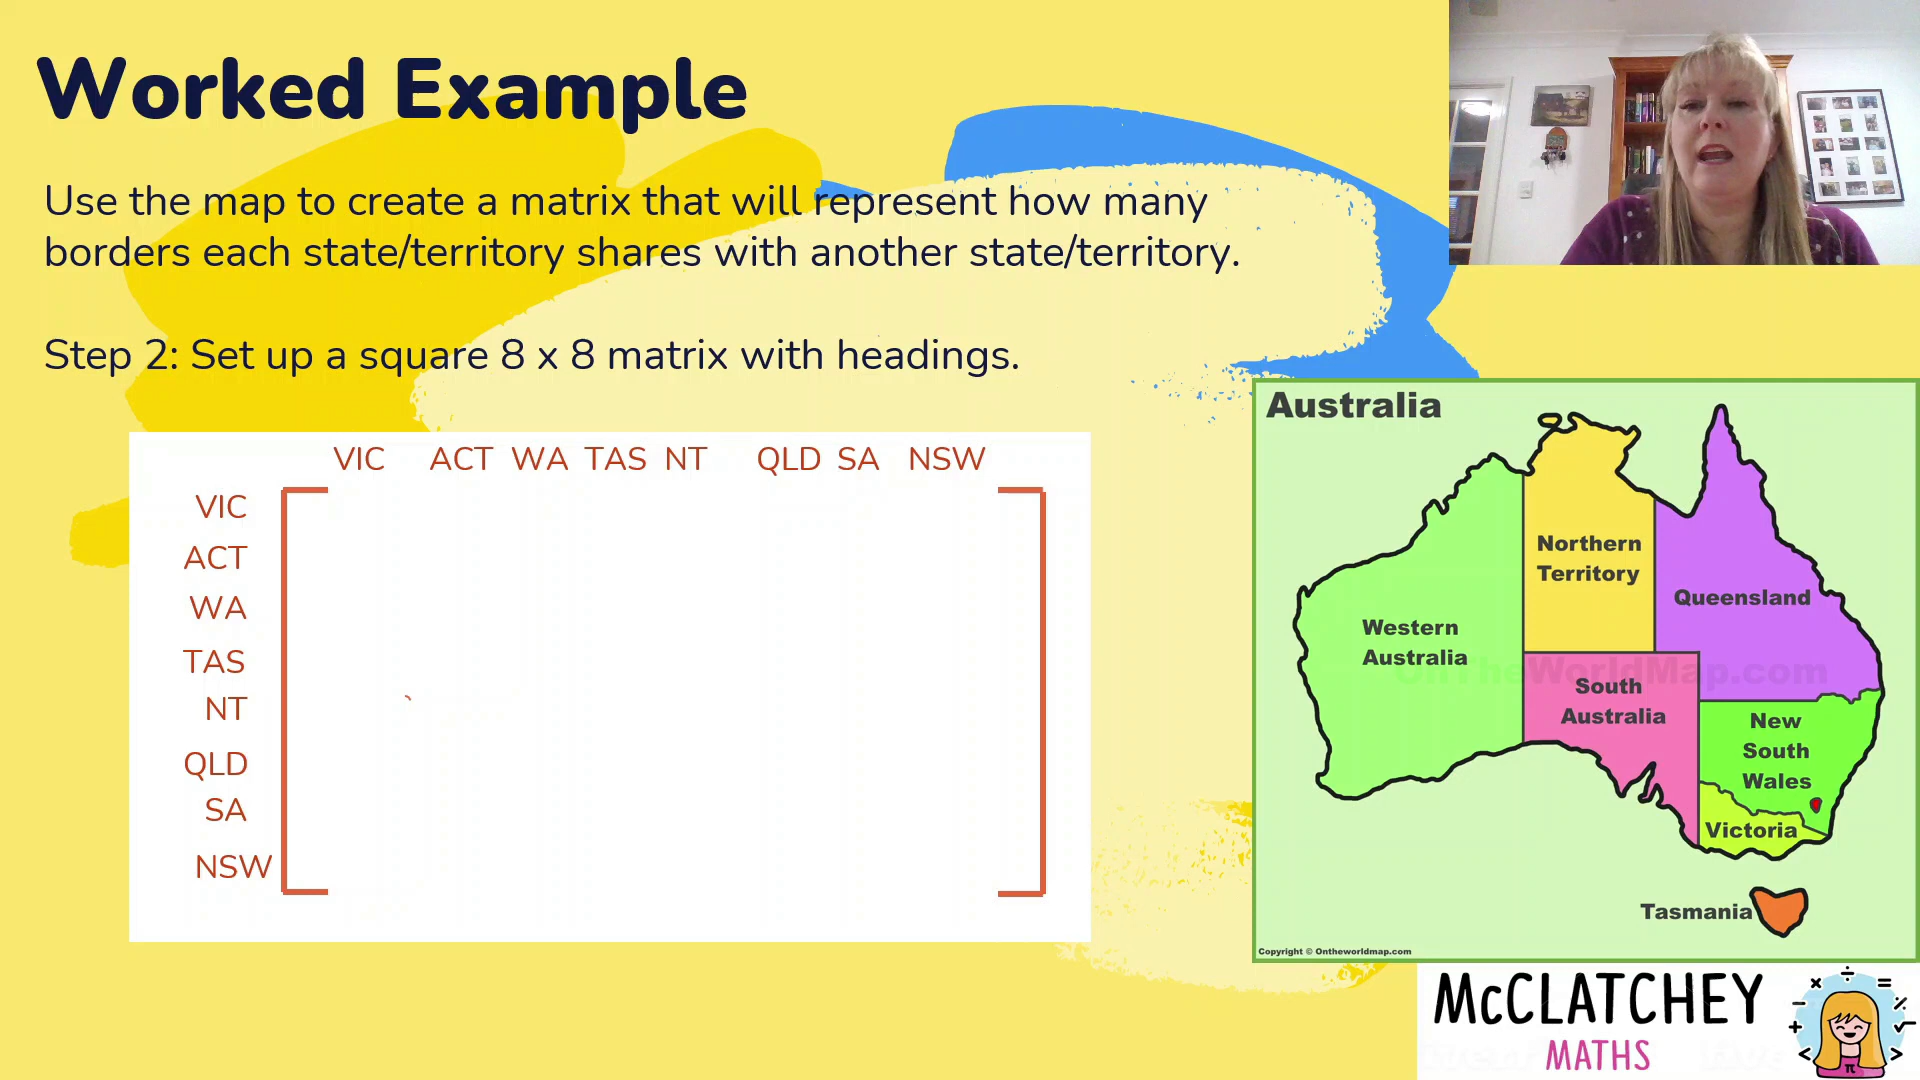 Worked Example
Use the map to create a matrix that will represent how many
borders each state/territory shares with another state/territory.
Step 2: Set up a square 8 x 8 matrix with headings.
VIC ACT WA TAS NT QLD SA NSW
VIC
ACT
WA
TAS
NT
QLD
SA
NSW
Australia
Northern
Territory
Queensland
Western
Australia
OnTheWorldMap.com
South
Australia
New
South
Wales
Victoria
Tasmania
Copyright © Ontheworldmap.com
McCLATCHEY
MATHS
× ÷ =
− %
+ √
< π >